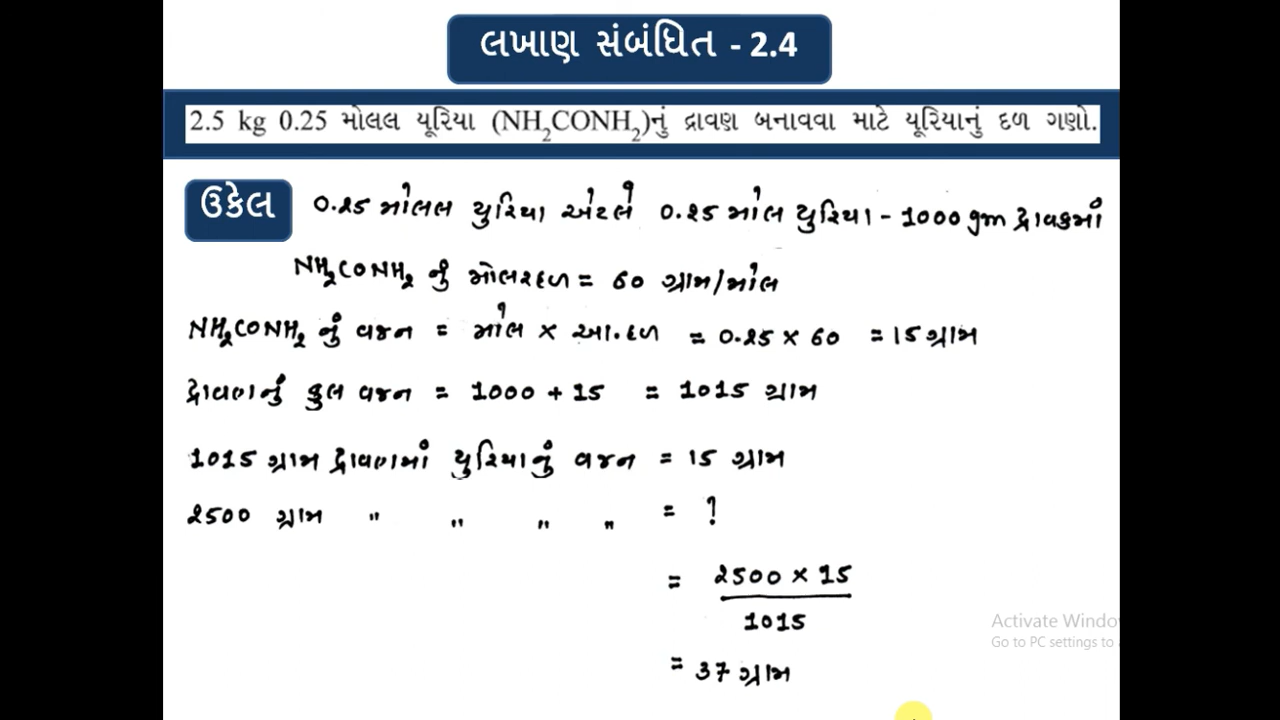 લખાણ સંબંધિત - 2.4
2.5 kg 0.25 મોલલ યૂરિયા (NH₂CONH₂)નું દ્રાવણ બનાવવા માટે યૂરિયાનું દળ ગણો.
ઉકેલ 0.25 મોલલ યુરિયા એટલે 0.25 મોલ યુરિયા - 1000 gm દ્રાવકમાં
NH₂CONH₂ નું મોલરદળ = 60 ગ્રામ/મોલ
NH₂CONH₂ નું વજન = મોલ × આ.દળ = 0.25 × 60 = 15 ગ્રામ
દ્રાવણનું કુલ વજન = 1000 + 15 = 1015 ગ્રામ
1015 ગ્રામ દ્રાવણમાં યુરિયાનું વજન = 15 ગ્રામ
2500 ગ્રામ " " " " = ?
= 2500 × 15
1015
= 37 ગ્રામ
Activate Windo
Go to PC settings to